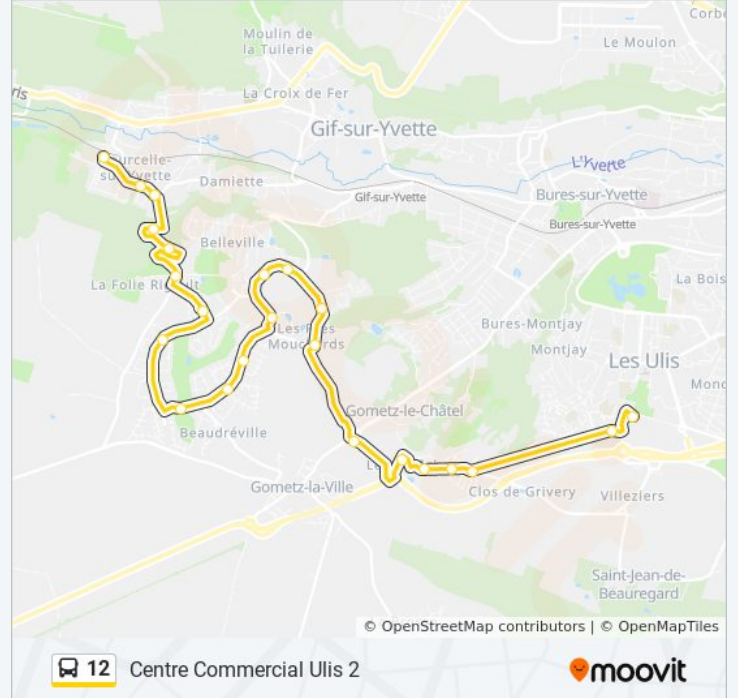 Corbe
Moulin de
la Tuilerie
Le Moulon
La Croix de Fer
Gif-sur-Yvette
L'Yvette
Damiette
Gif-sur-Yvette
Bures-sur-Yvette
Bures-sur-Yvette
Belleville
La Bois
La Folie
Bures-Montjay
Montjay
Les Ulis
Gometz-le-Châtel
Beaudréville
Gometz-la-Ville
Clos de Grivery
Villeziers
Saint-Jean-de-
Beauregard
© OpenStreetMap contributors | © OpenMapTiles
12 Centre Commercial Ulis 2
moovit